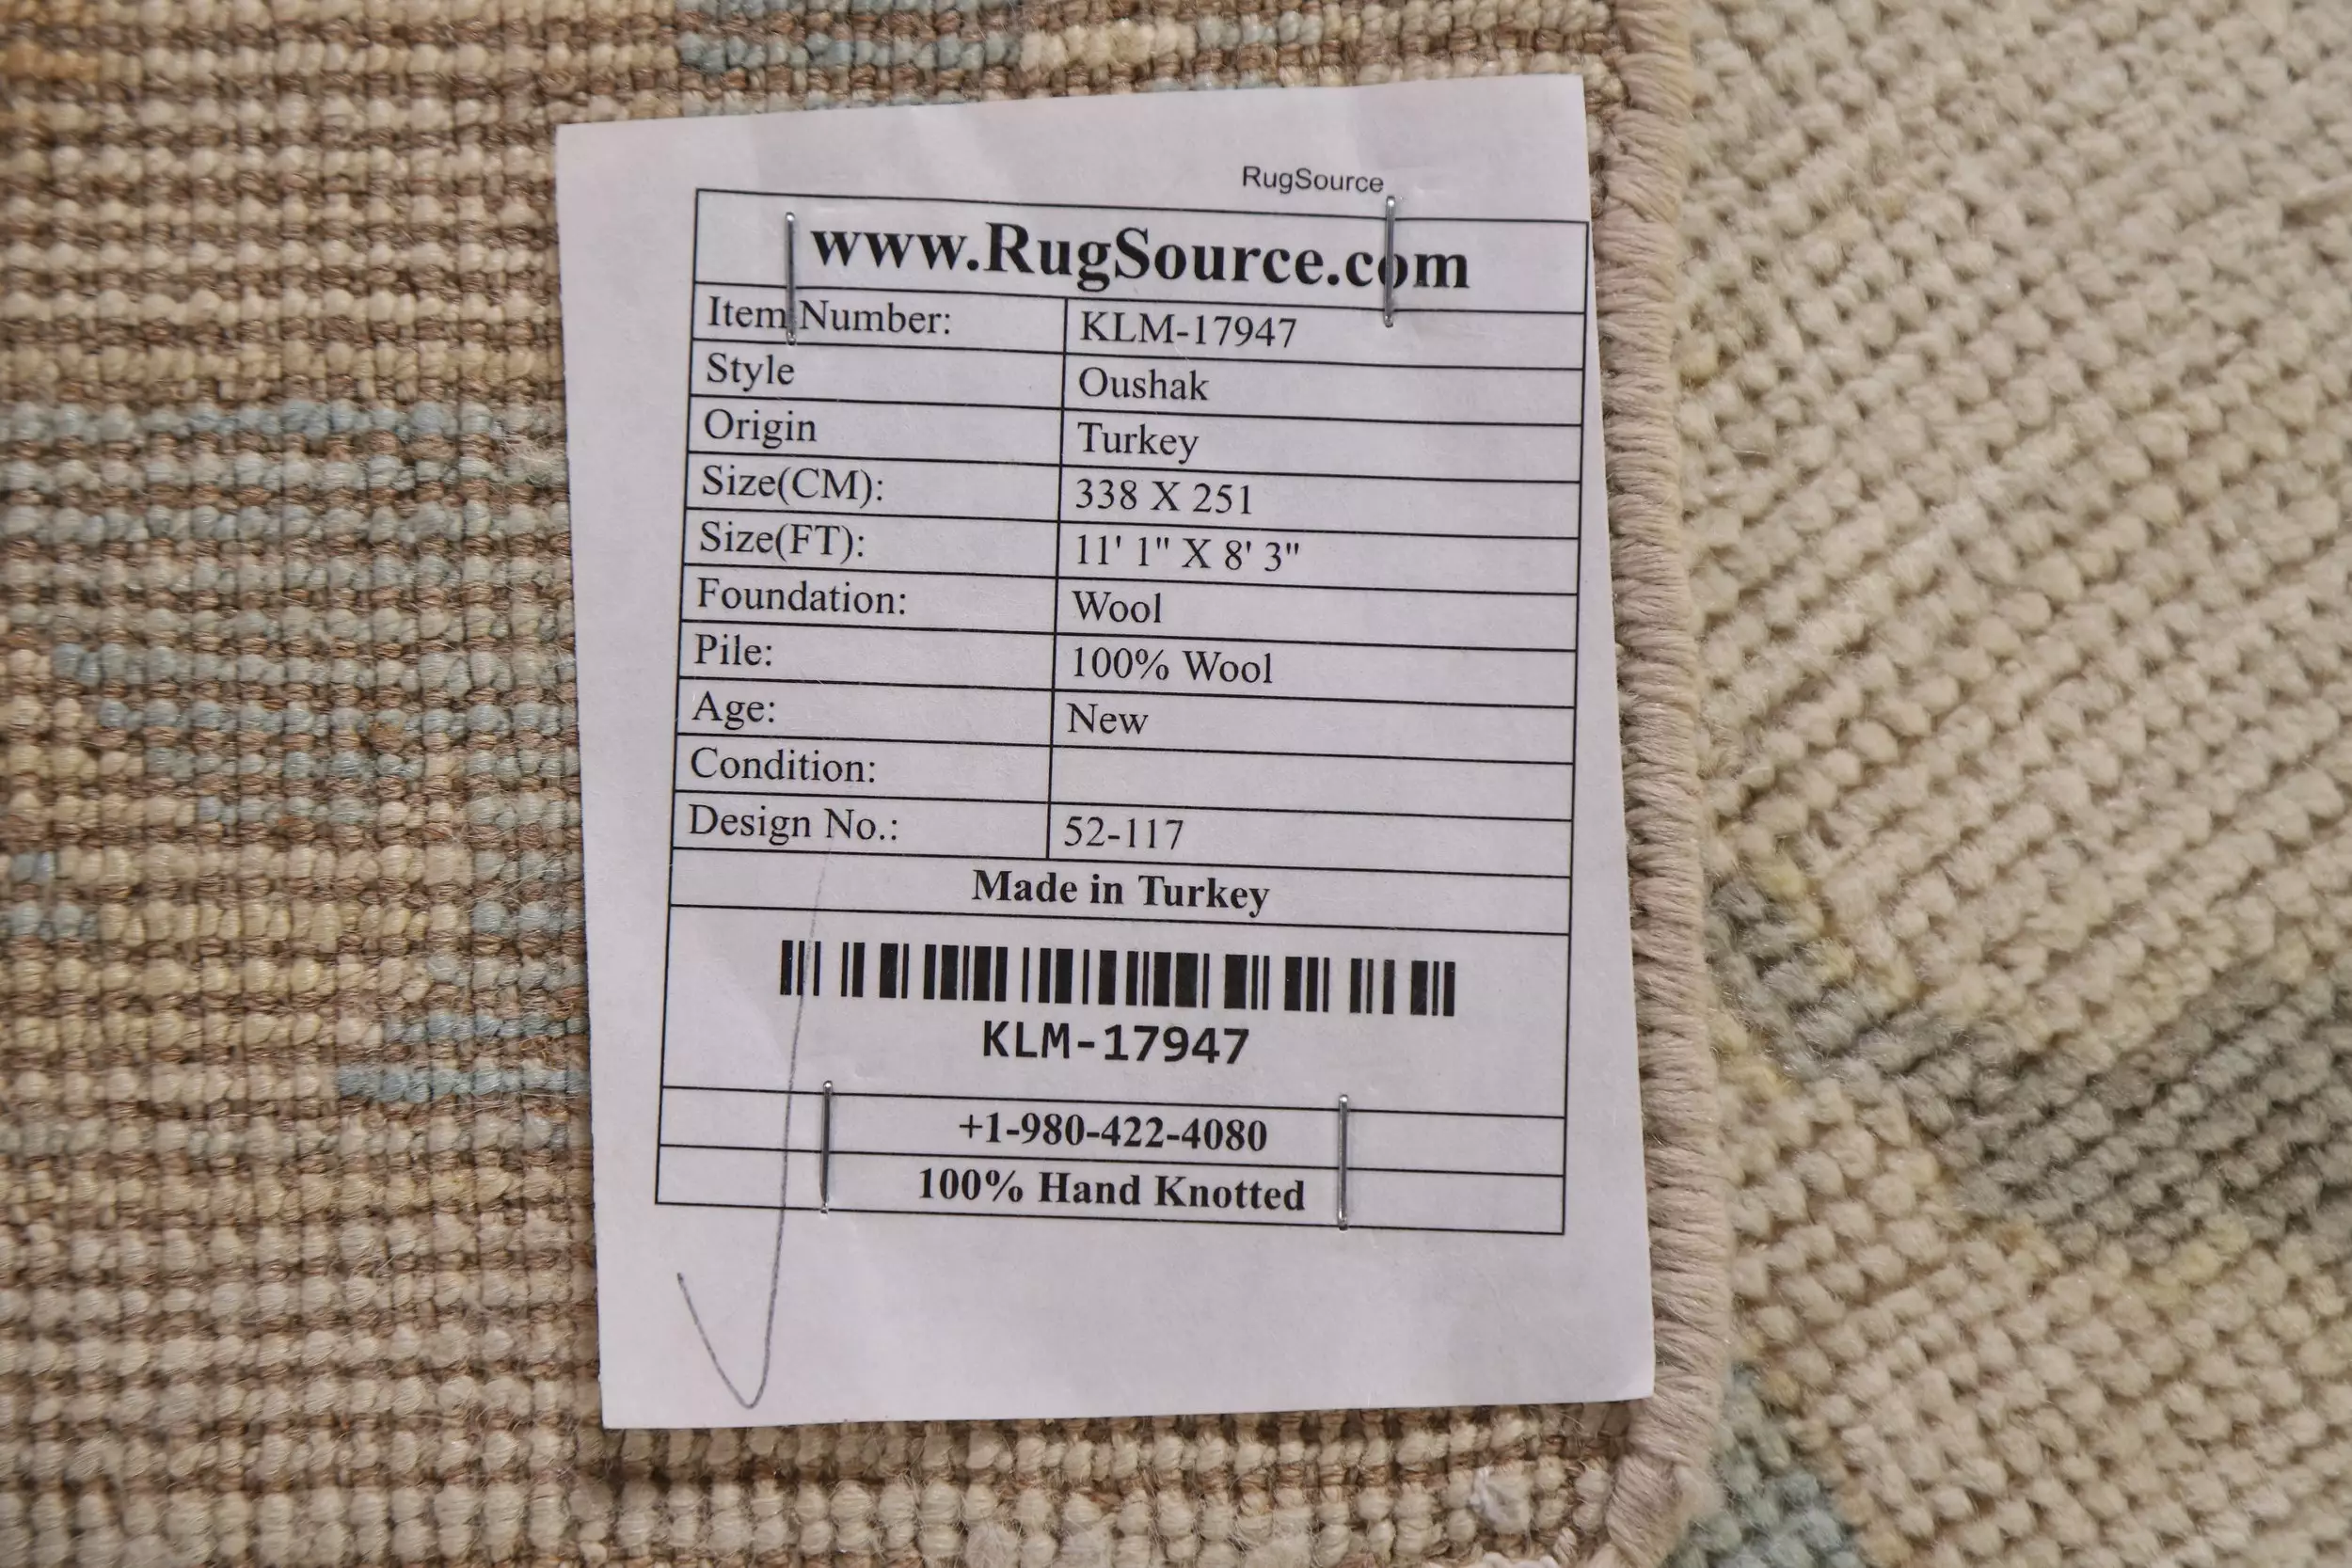 RugSource
www.RugSource.com
Item Number: KLM-17947
Style Oushak
Origin Turkey
Size(CM): 338 X 251
Size(FT): 11' 1" X 8' 3"
Foundation: Wool
Pile: 100% Wool
Age: New
Condition:
Design No.: 52-117
Made in Turkey
KLM-17947
+1-980-422-4080
100% Hand Knotted